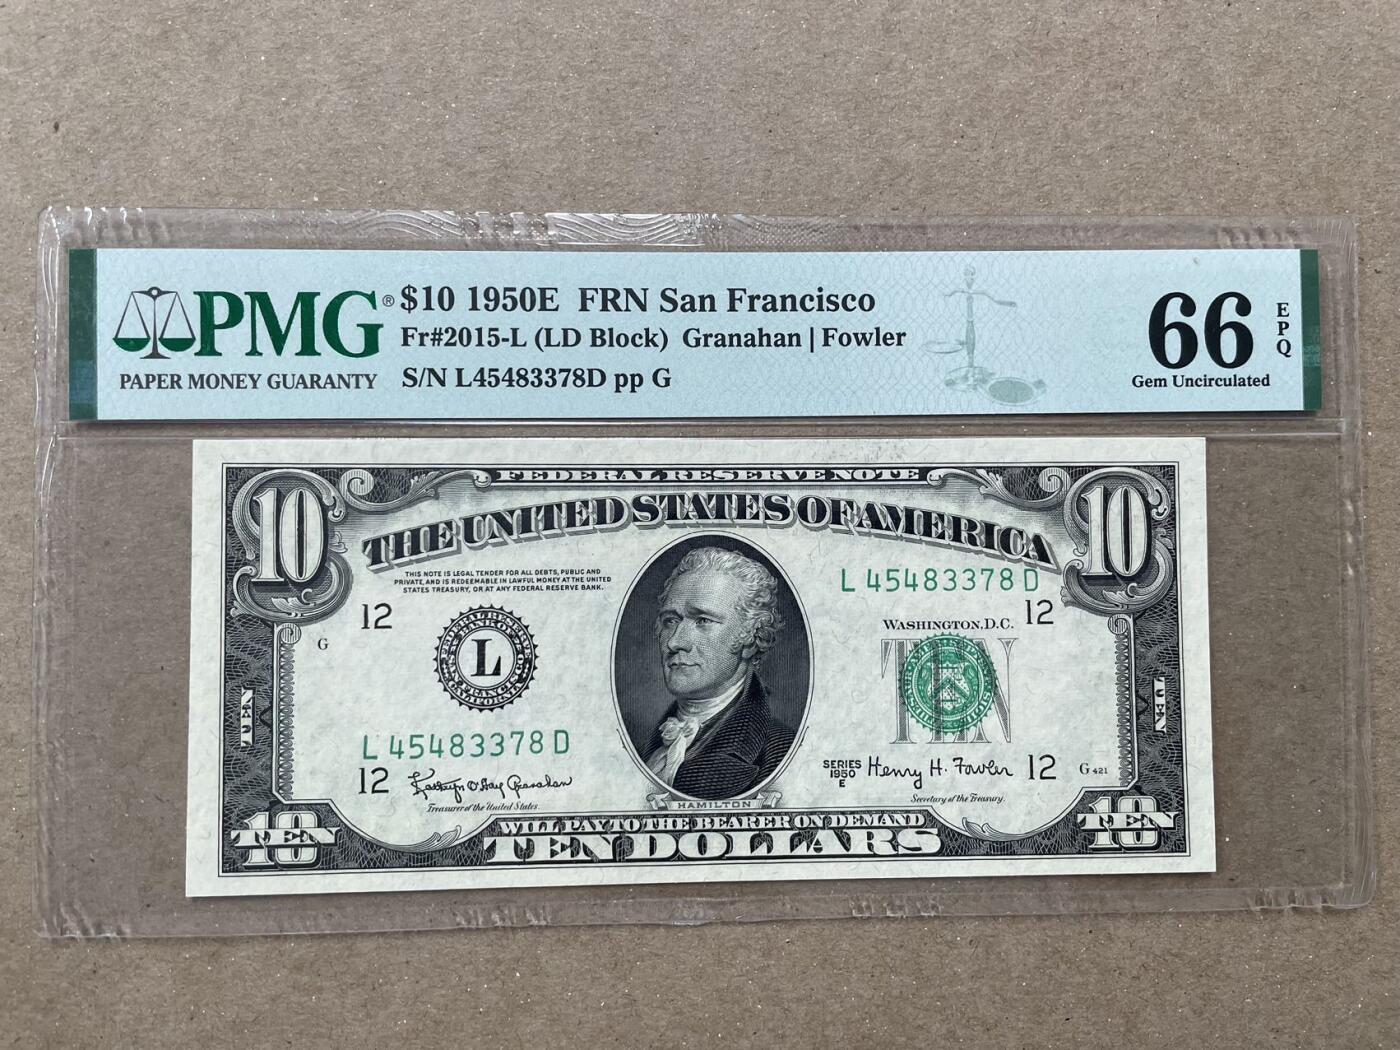 PMG®
PAPER MONEY GUARANTY
$10 1950E FRN San Francisco
Fr#2015-L (LD Block) Granahan | Fowler
S/N L45483378D pp G
66
EPQ
Gem Uncirculated
FEDERAL RESERVE NOTE
10
10
THE UNITED STATES OF AMERICA
THIS NOTE IS LEGAL TENDER FOR ALL DEBTS, PUBLIC AND
PRIVATE, AND IS REDEEMABLE IN LAWFUL MONEY AT THE UNITED
STATES TREASURY, OR AT ANY FEDERAL RESERVE BANK.
L 45483378 D
12
12
WASHINGTON, D.C.
G
L
TEN
TEN
TEN
L 45483378 D
12
Kathryn O'Hay Granahan
Treasurer of the United States.
SERIES
1950
E
Henry H. Fowler
Secretary of the Treasury.
12
G 421
HAMILTON
WILL PAY TO THE BEARER ON DEMAND
TEN DOLLARS
10
TEN
10
TEN